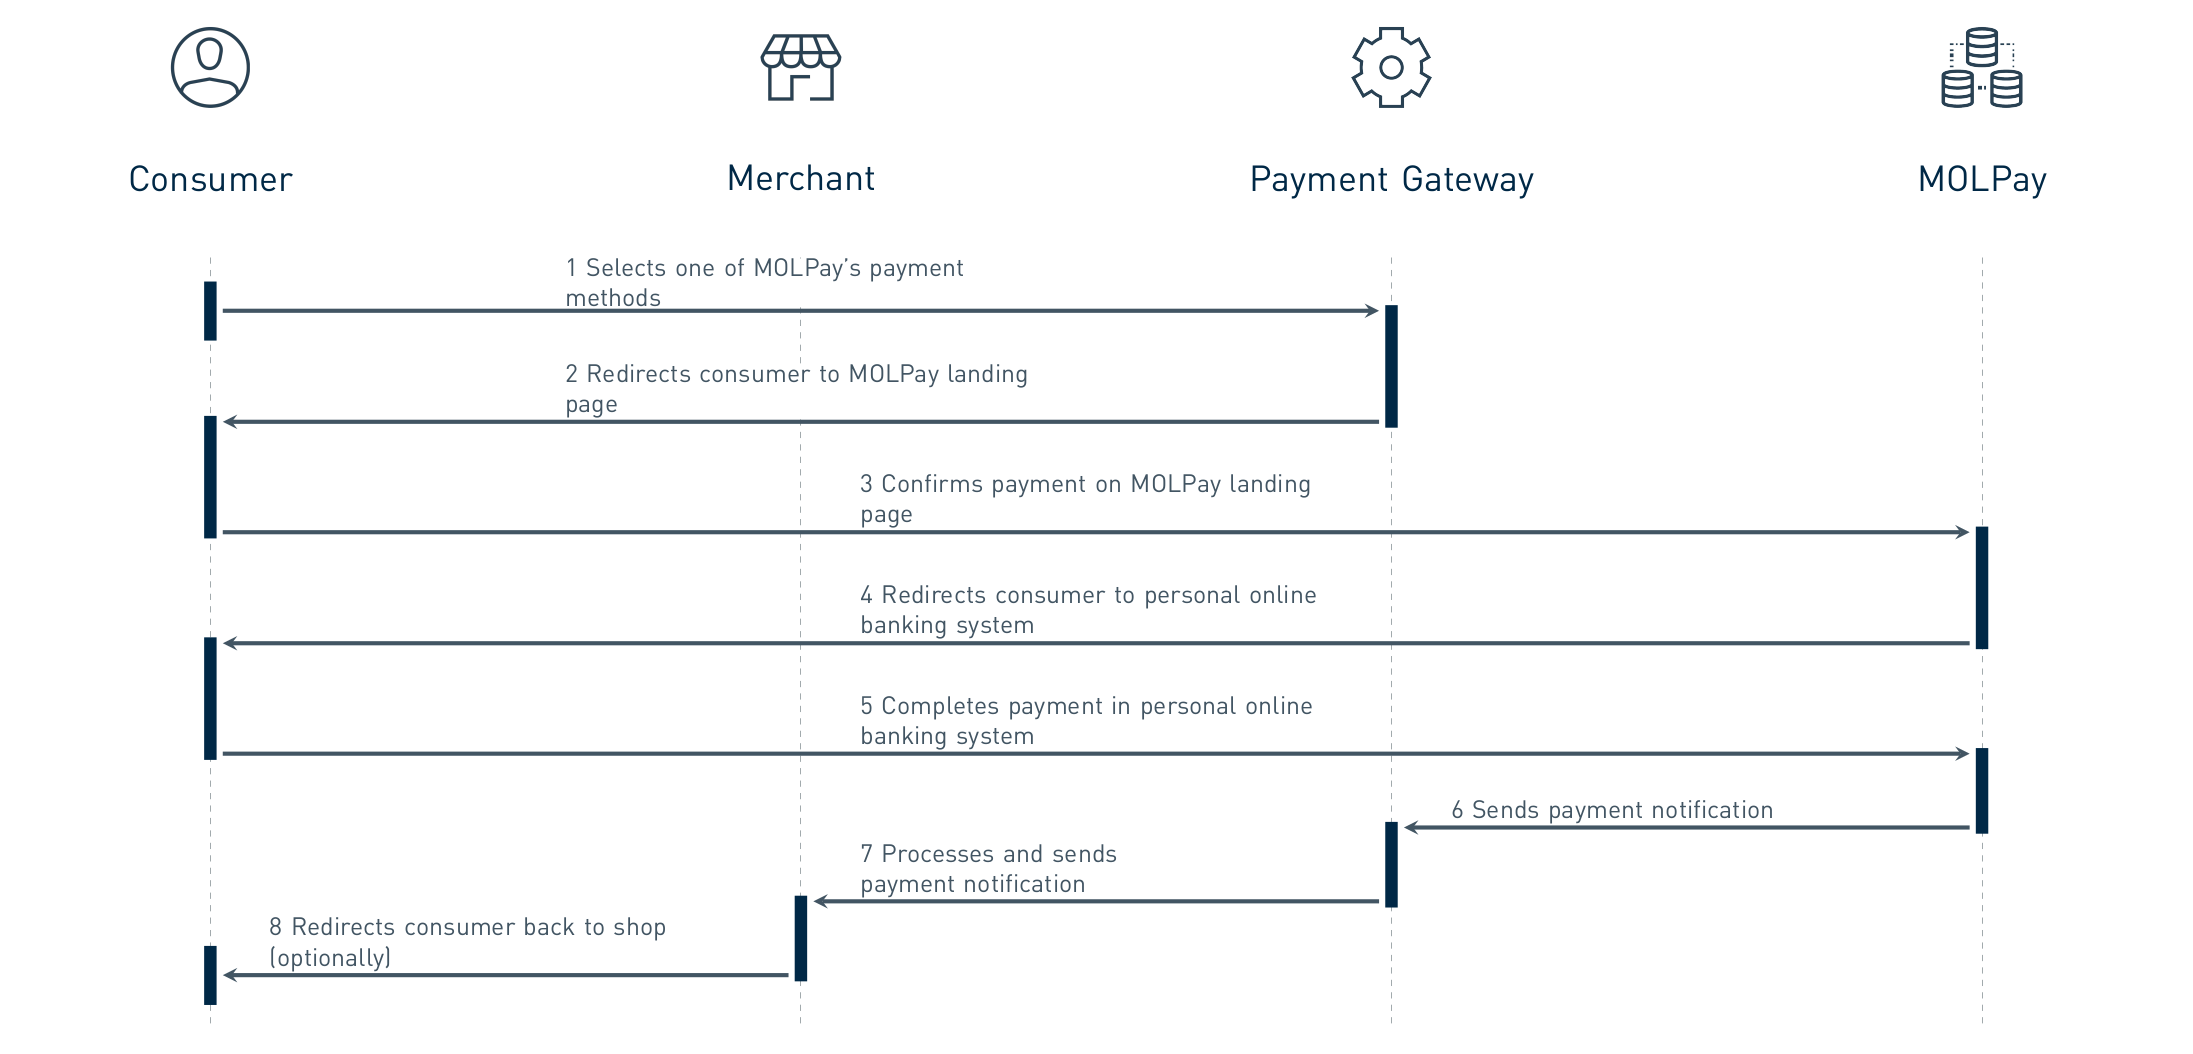 Consumer
Merchant
Payment Gateway
MOLPay
1 Selects one of MOLPay’s payment
methods
2 Redirects consumer to MOLPay landing
page
3 Confirms payment on MOLPay landing
page
4 Redirects consumer to personal online
banking system
5 Completes payment in personal online
banking system
6 Sends payment notification
7 Processes and sends
payment notification
8 Redirects consumer back to shop
(optionally)